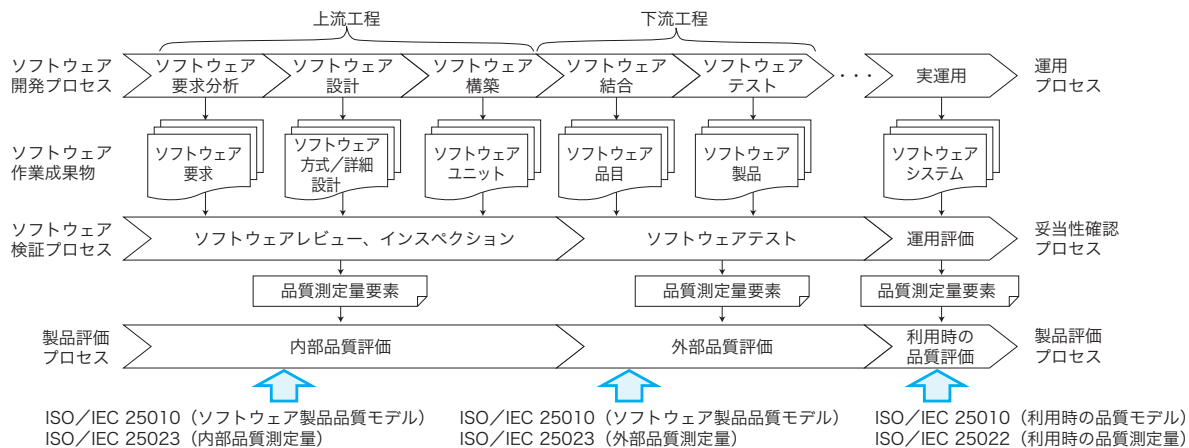 上流工程
下流工程
ソフトウェア
開発プロセス
ソフトウェア
要求分析
ソフトウェア
設計
ソフトウェア
構築
ソフトウェア
結合
ソフトウェア
テスト
・・・
実運用
運用
プロセス
ソフトウェア
作業成果物
ソフトウェア
要求
ソフトウェア
方式／詳細
設計
ソフトウェア
ユニット
ソフトウェア
品目
ソフトウェア
製品
ソフトウェア
システム
ソフトウェア
検証プロセス
ソフトウェアレビュー、インスペクション
ソフトウェアテスト
運用評価
妥当性確認
プロセス
品質測定量要素
品質測定量要素
品質測定量要素
製品評価
プロセス
内部品質評価
外部品質評価
利用時の
品質評価
製品評価
プロセス
ISO／IEC 25010（ソフトウェア製品品質モデル）
ISO／IEC 25023（内部品質測定量）
ISO／IEC 25010（ソフトウェア製品品質モデル）
ISO／IEC 25023（外部品質測定量）
ISO／IEC 25010（利用時の品質モデル）
ISO／IEC 25022（利用時の品質測定量）